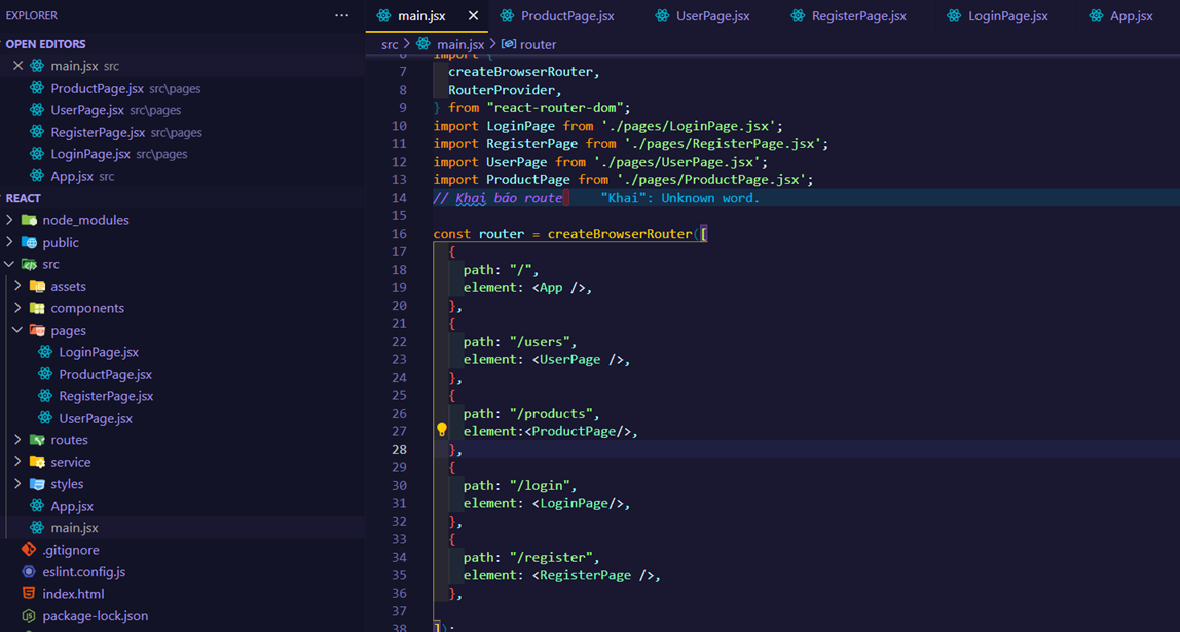 EXPLORER ...
OPEN EDITORS
main.jsx src
ProductPage.jsx src\pages
UserPage.jsx src\pages
RegisterPage.jsx src\pages
LoginPage.jsx src\pages
App.jsx src
REACT
node_modules
public
src
assets
components
pages
LoginPage.jsx
ProductPage.jsx
RegisterPage.jsx
UserPage.jsx
routes
service
styles
App.jsx
main.jsx
.gitignore
eslint.config.js
index.html
package-lock.json
main.jsx ProductPage.jsx UserPage.jsx RegisterPage.jsx LoginPage.jsx App.jsx
src > main.jsx > router
6 import {
7 createBrowserRouter,
8 RouterProvider,
9 } from "react-router-dom";
10 import LoginPage from './pages/LoginPage.jsx';
11 import RegisterPage from './pages/RegisterPage.jsx';
12 import UserPage from './pages/UserPage.jsx';
13 import ProductPage from './pages/ProductPage.jsx';
14 // Khai báo route "Khai": Unknown word.
15
16 const router = createBrowserRouter([
17 {
18 path: "/",
19 element: <App />,
20 },
21 {
22 path: "/users",
23 element: <UserPage />,
24 },
25 {
26 path: "/products",
27 element:<ProductPage/>,
28 },
29 {
30 path: "/login",
31 element: <LoginPage/>,
32 },
33 {
34 path: "/register",
35 element: <RegisterPage />,
36 },
37
38 ]);